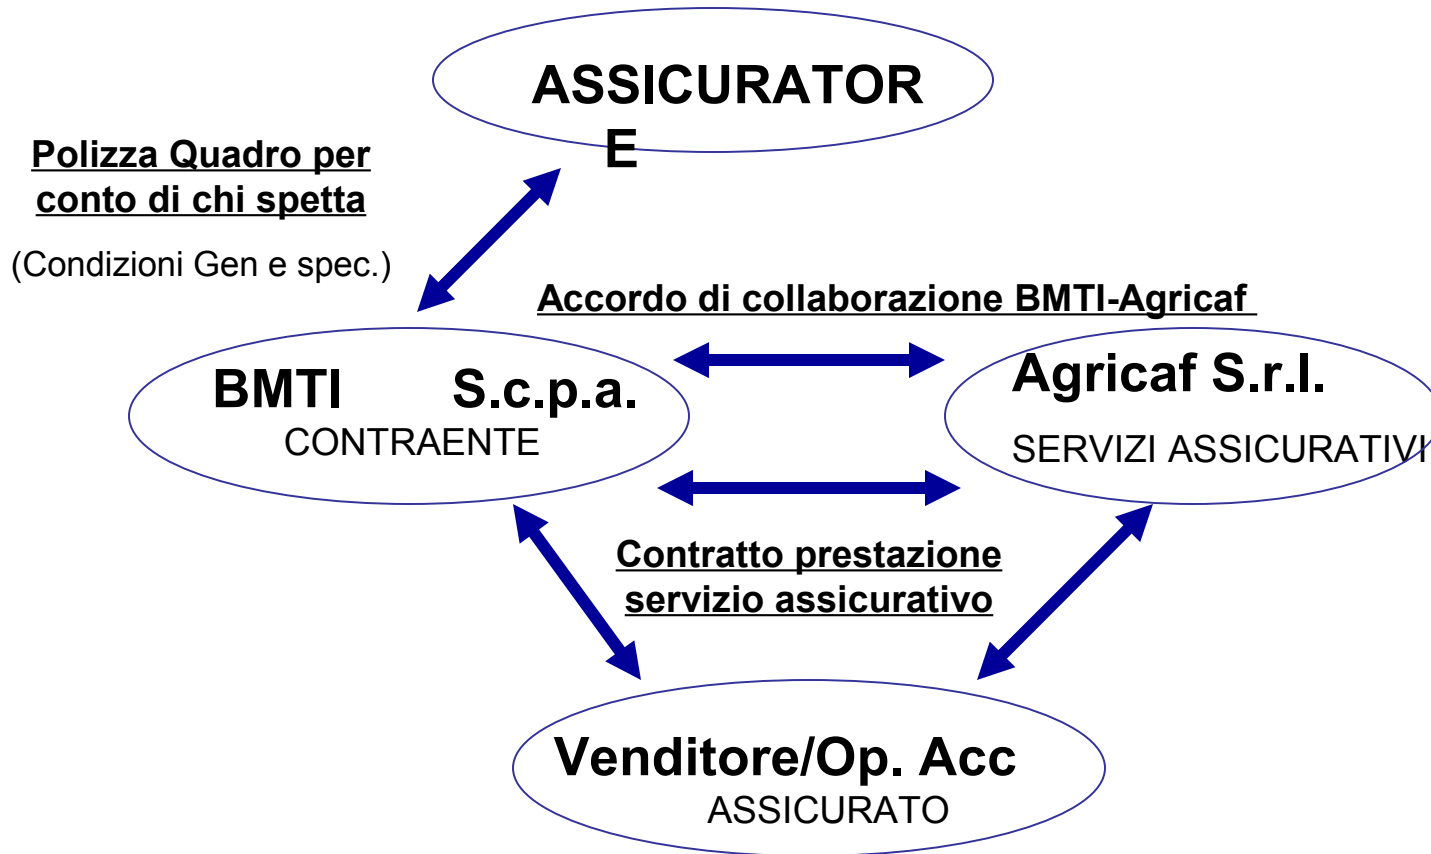 ASSICURATOR
E
Polizza Quadro per
conto di chi spetta
(Condizioni Gen e spec.)
Accordo di collaborazione BMTI-Agricaf
BMTI S.c.p.a.
CONTRAENTE
Agricaf S.r.l.
SERVIZI ASSICURATIVI
Contratto prestazione
servizio assicurativo
Venditore/Op. Acc
ASSICURATO